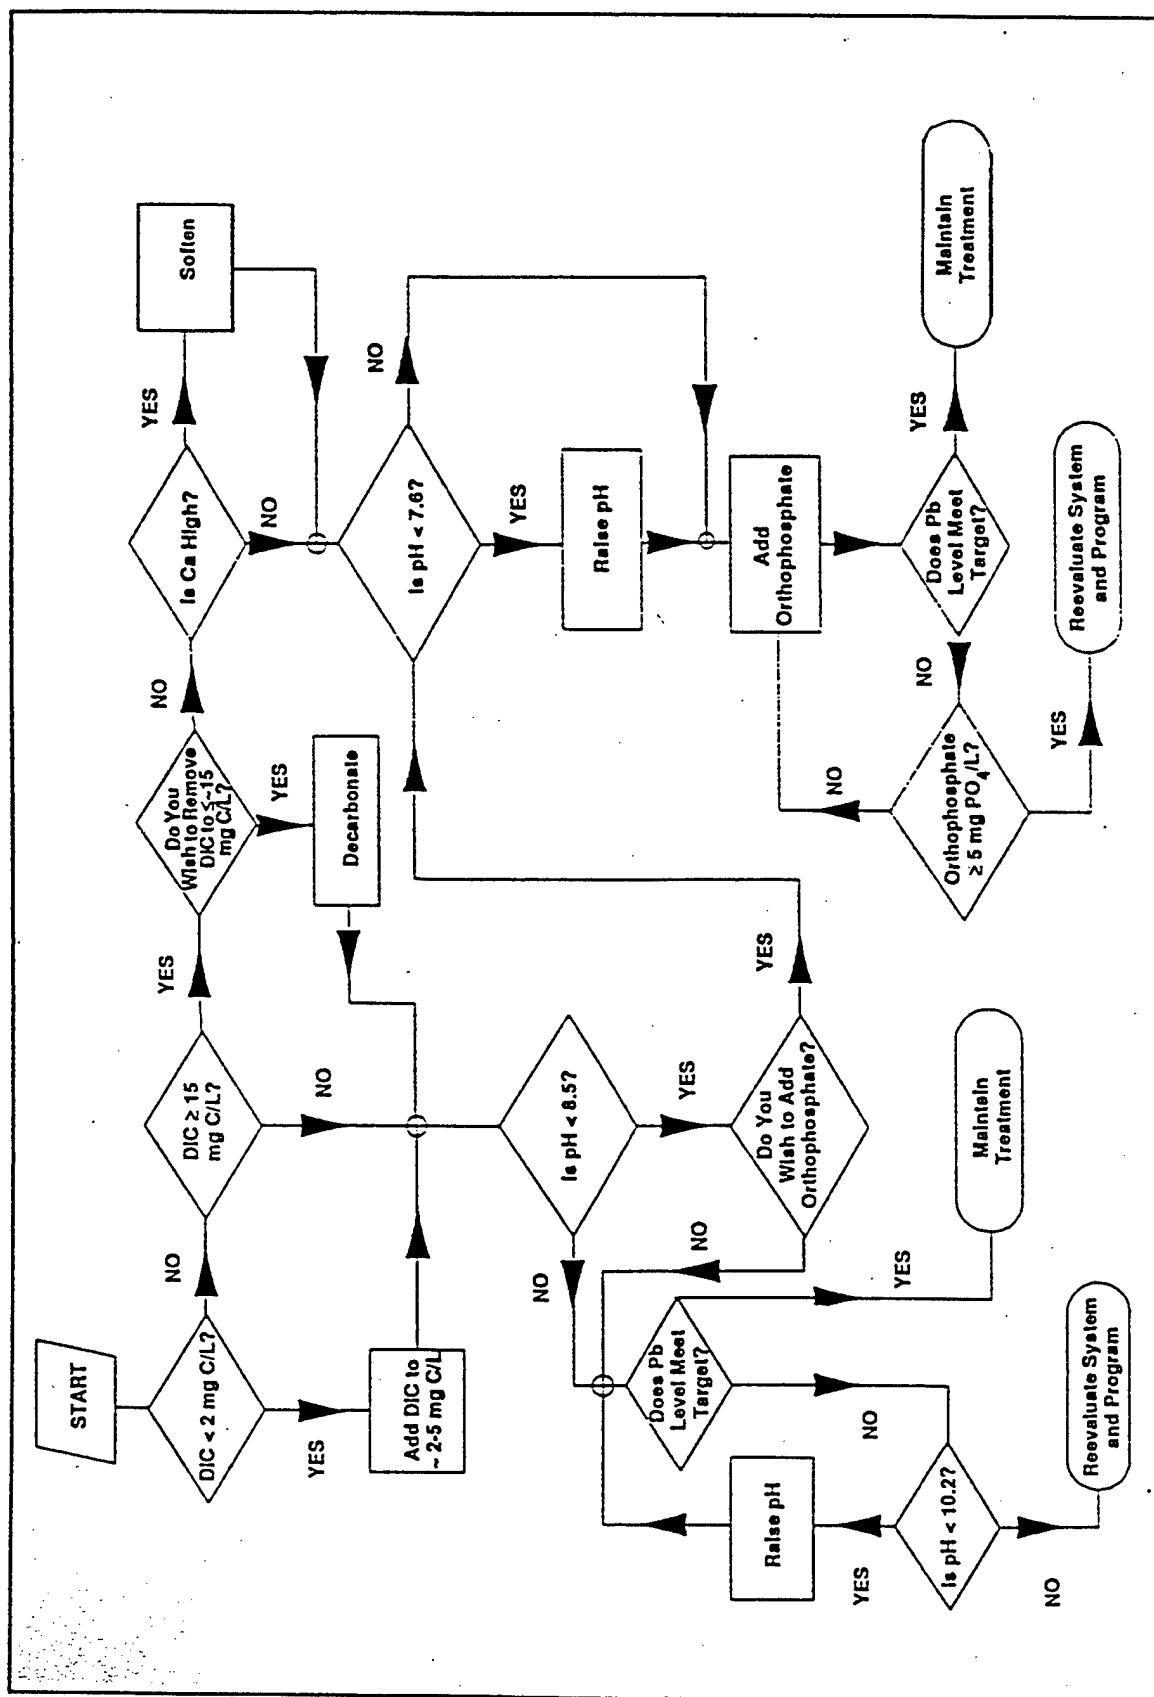 START
DIC < 2 mg C/L?
NO
YES
Add DIC to
~ 2-5 mg C/L
DIC ≥ 15
mg C/L?
YES
NO
Do You
Wish to Remove
DIC to ≤~15
mg C/L?
NO
YES
Decarbonate
Is Ca High?
YES
NO
Soften
Is pH < 7.6?
NO
YES
Raise pH
Add
Orthophosphate
Does Pb
Level Meet
Target?
YES
Maintain
Treatment
NO
Orthophosphate
≥ 5 mg PO4/L?
NO
YES
Reevaluate System
and Program
Is pH < 8.5?
NO
YES
Do You
Wish to Add
Orthophosphate?
YES
NO
Does Pb
Level Meet
Target?
YES
Maintain
Treatment
NO
Is pH < 10.2?
YES
Raise pH
NO
Reevaluate System
and Program